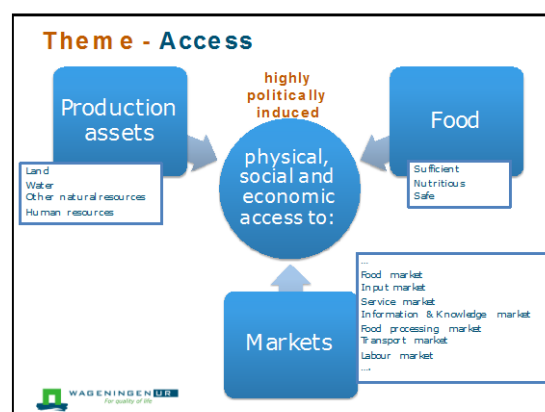 Theme - Access
highly
politically
induced
Production
assets
Land
Water
Other natural resources
Human resources
physical,
social and
economic
access to:
Food
Sufficient
Nutritious
Safe
Markets
...
Food market
Input market
Service market
Information & Knowledge market
Food processing market
Transport market
Labour market
....
WAGENINGEN UR
For quality of life